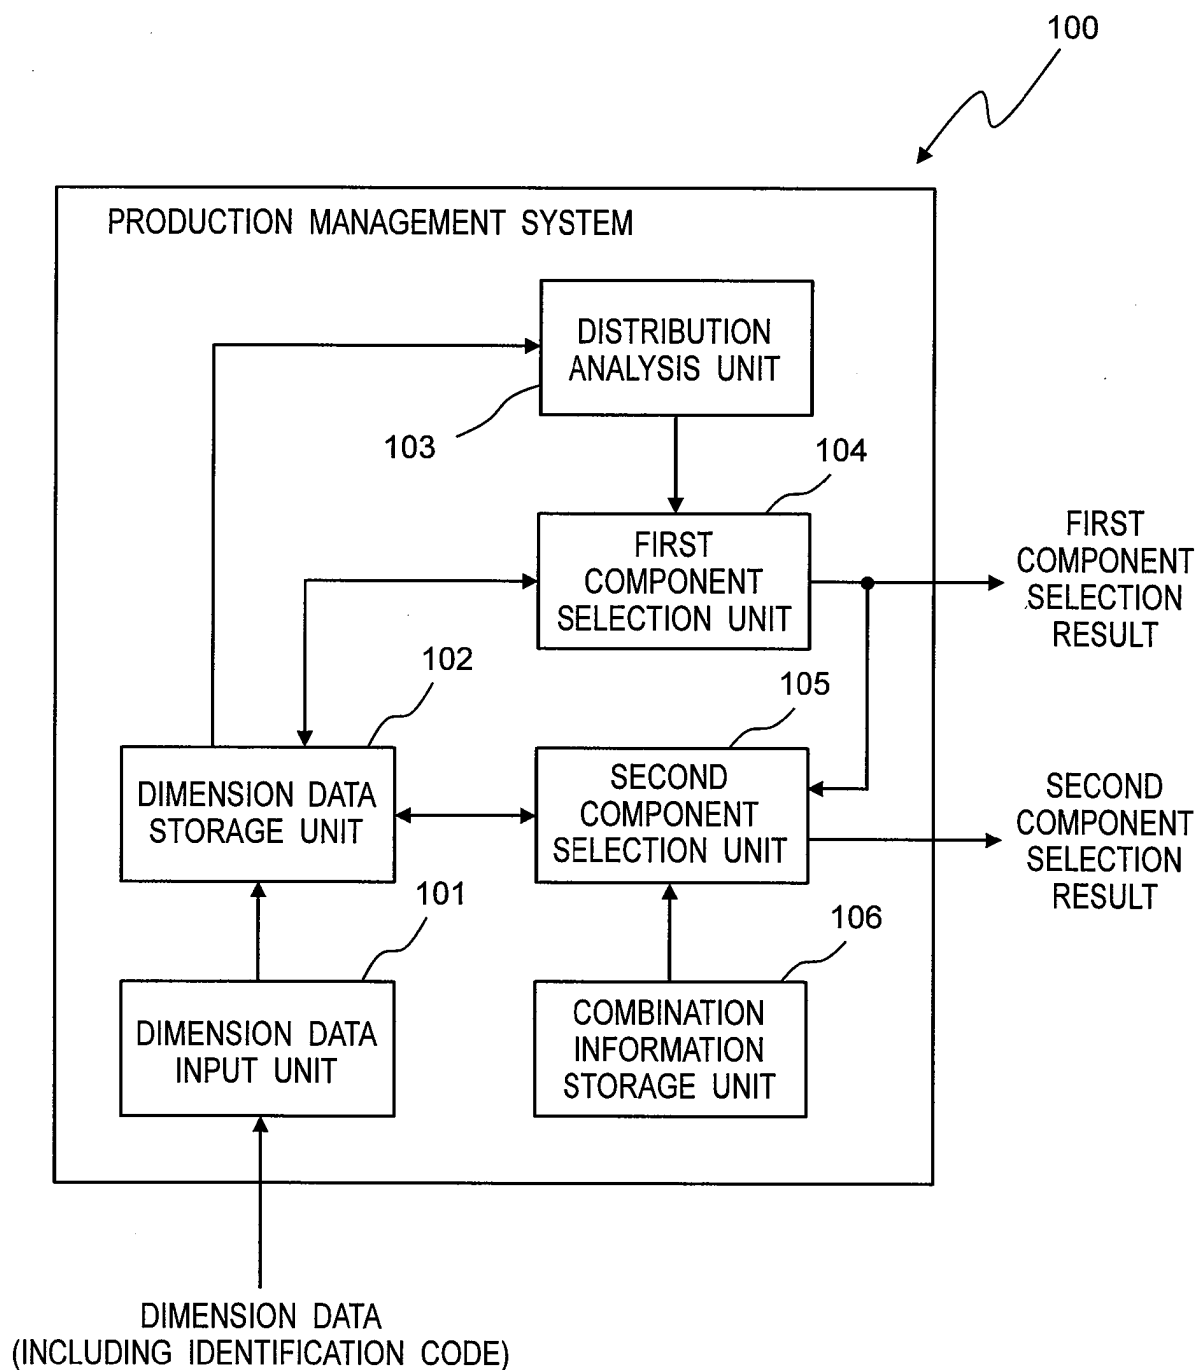 100
PRODUCTION MANAGEMENT SYSTEM
DISTRIBUTION
ANALYSIS UNIT
103
104
FIRST
COMPONENT
SELECTION UNIT
FIRST
COMPONENT
SELECTION
RESULT
102
105
DIMENSION DATA
STORAGE UNIT
SECOND
COMPONENT
SELECTION UNIT
SECOND
COMPONENT
SELECTION
RESULT
101
106
DIMENSION DATA
INPUT UNIT
COMBINATION
INFORMATION
STORAGE UNIT
DIMENSION DATA
(INCLUDING IDENTIFICATION CODE)